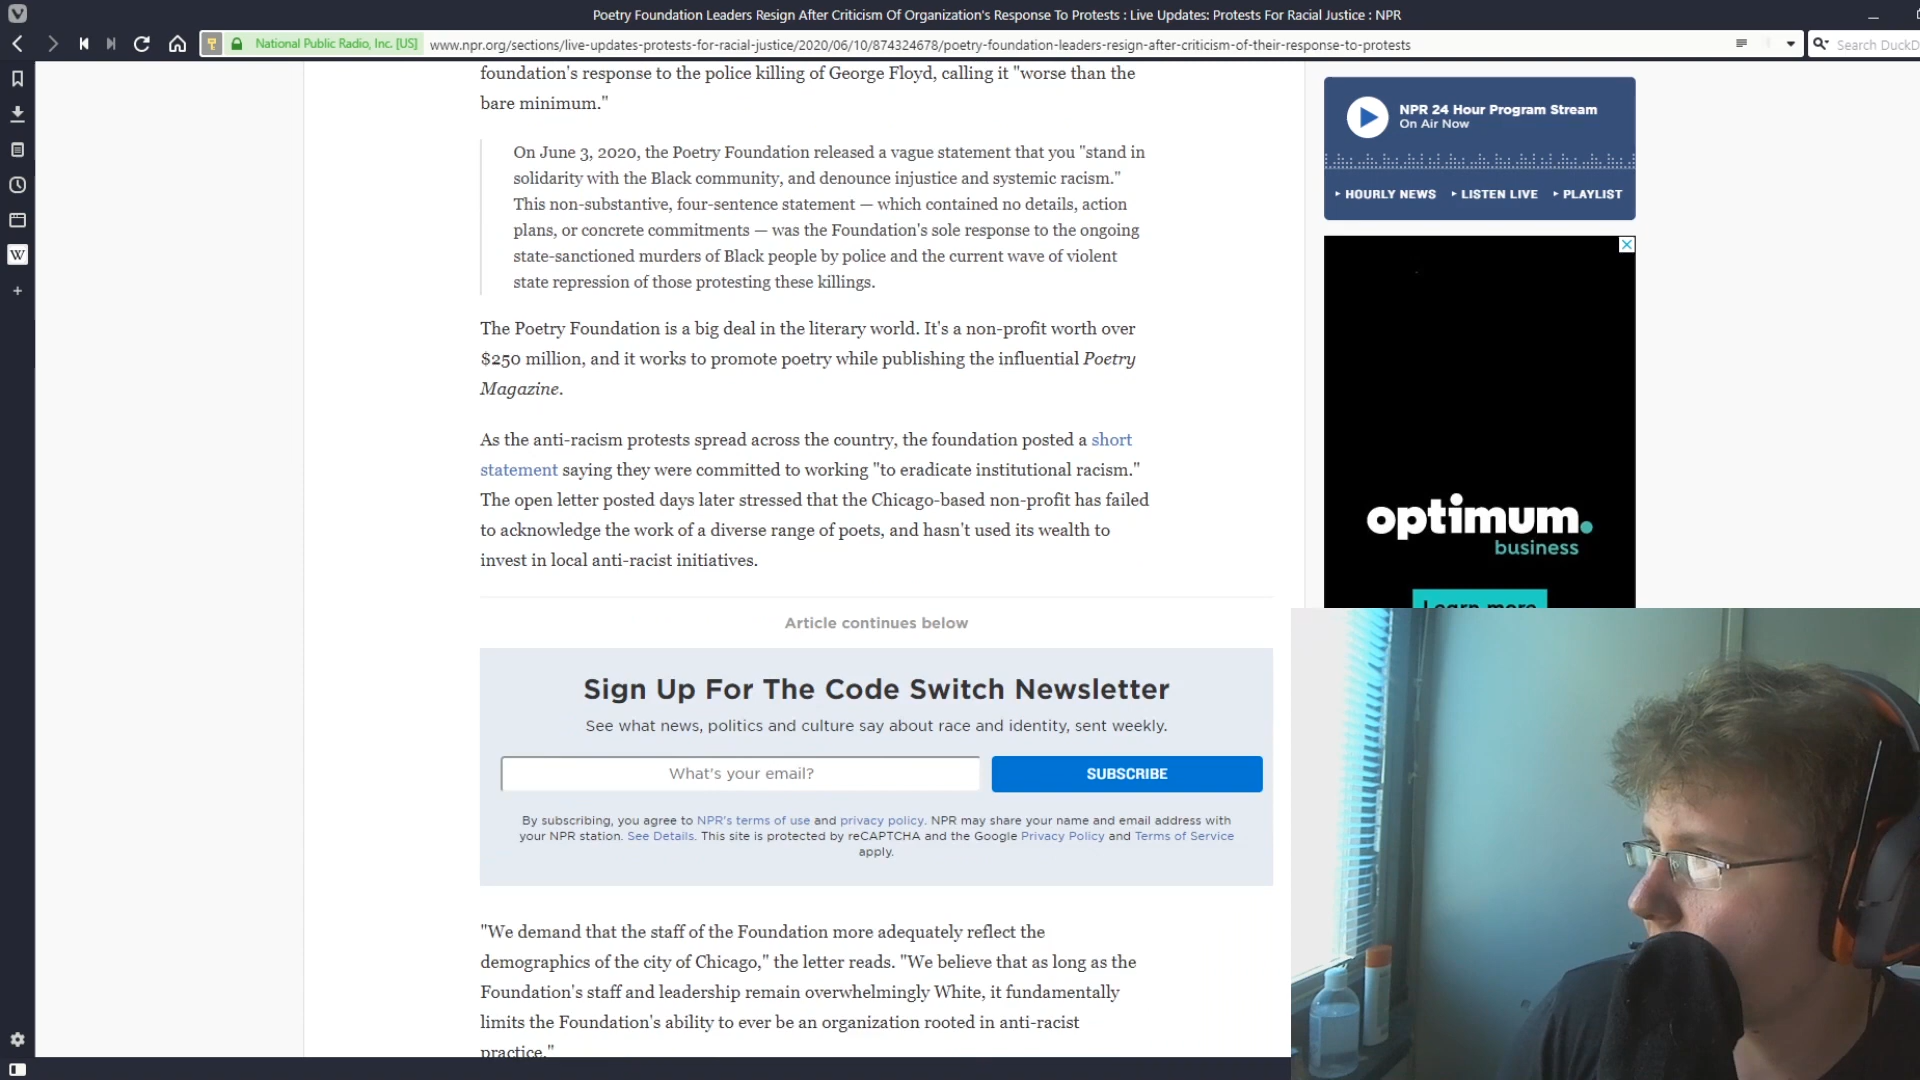 Poetry Foundation Leaders Resign After Criticism Of Organization's Response To Protests : Live Updates: Protests For Racial Justice : NPR
National Public Radio, Inc. [US]
www.npr.org/sections/live-updates-protests-for-racial-justice/2020/06/10/874324678/poetry-foundation-leaders-resign-after-criticism-of-their-response-to-protests
Search DuckD
foundation's response to the police killing of George Floyd, calling it "worse than the
bare minimum."
On June 3, 2020, the Poetry Foundation released a vague statement that you "stand in
solidarity with the Black community, and denounce injustice and systemic racism."
This non-substantive, four-sentence statement — which contained no details, action
plans, or concrete commitments — was the Foundation's sole response to the ongoing
state-sanctioned murders of Black people by police and the current wave of violent
state repression of those protesting these killings.
The Poetry Foundation is a big deal in the literary world. It's a non-profit worth over
$250 million, and it works to promote poetry while publishing the influential Poetry
Magazine.
As the anti-racism protests spread across the country, the foundation posted a short
statement saying they were committed to working "to eradicate institutional racism."
The open letter posted days later stressed that the Chicago-based non-profit has failed
to acknowledge the work of a diverse range of poets, and hasn't used its wealth to
invest in local anti-racist initiatives.
Article continues below
Sign Up For The Code Switch Newsletter
See what news, politics and culture say about race and identity, sent weekly.
What's your email?
SUBSCRIBE
By subscribing, you agree to NPR's terms of use and privacy policy. NPR may share your name and email address with
your NPR station. See Details. This site is protected by reCAPTCHA and the Google Privacy Policy and Terms of Service
apply.
"We demand that the staff of the Foundation more adequately reflect the
demographics of the city of Chicago," the letter reads. "We believe that as long as the
Foundation's staff and leadership remain overwhelmingly White, it fundamentally
limits the Foundation's ability to ever be an organization rooted in anti-racist
practice."
NPR 24 Hour Program Stream
On Air Now
HOURLY NEWS
LISTEN LIVE
PLAYLIST
optimum.
business
Learn more
W